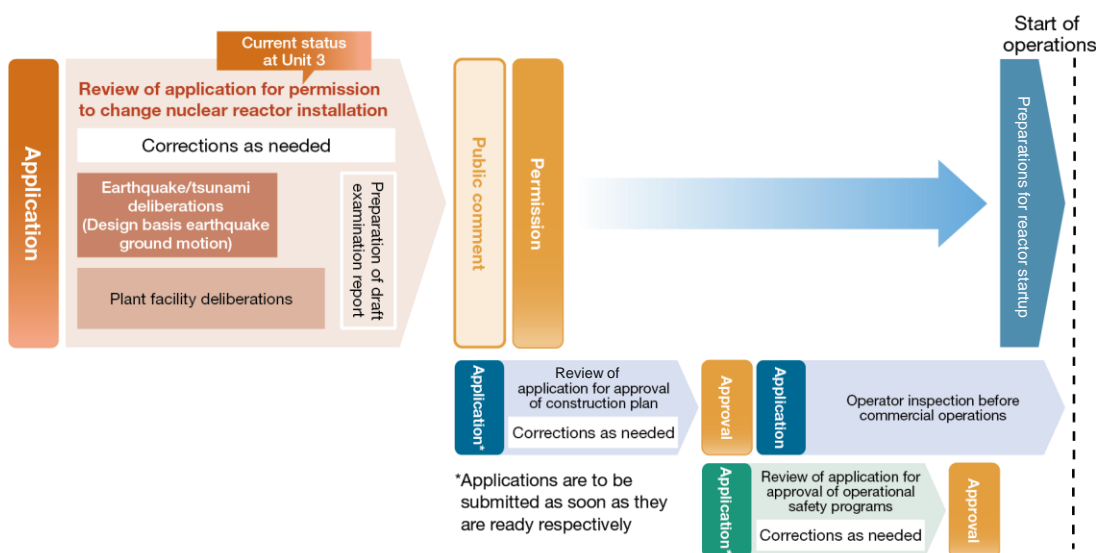 Start of
operations
Current status
at Unit 3
Application
Review of application for permission
to change nuclear reactor installation
Corrections as needed
Earthquake/tsunami
deliberations
(Design basis earthquake
ground motion)
Plant facility deliberations
Preparation of draft
examination report
Public comment
Permission
Preparations for reactor startup
Application*
Review of
application for approval
of construction plan
Corrections as needed
Approval
Application
Operator inspection before
commercial operations
*Applications are to be
submitted as soon as they
are ready respectively
Application*
Review of application for
approval of operational
safety programs
Corrections as needed
Approval